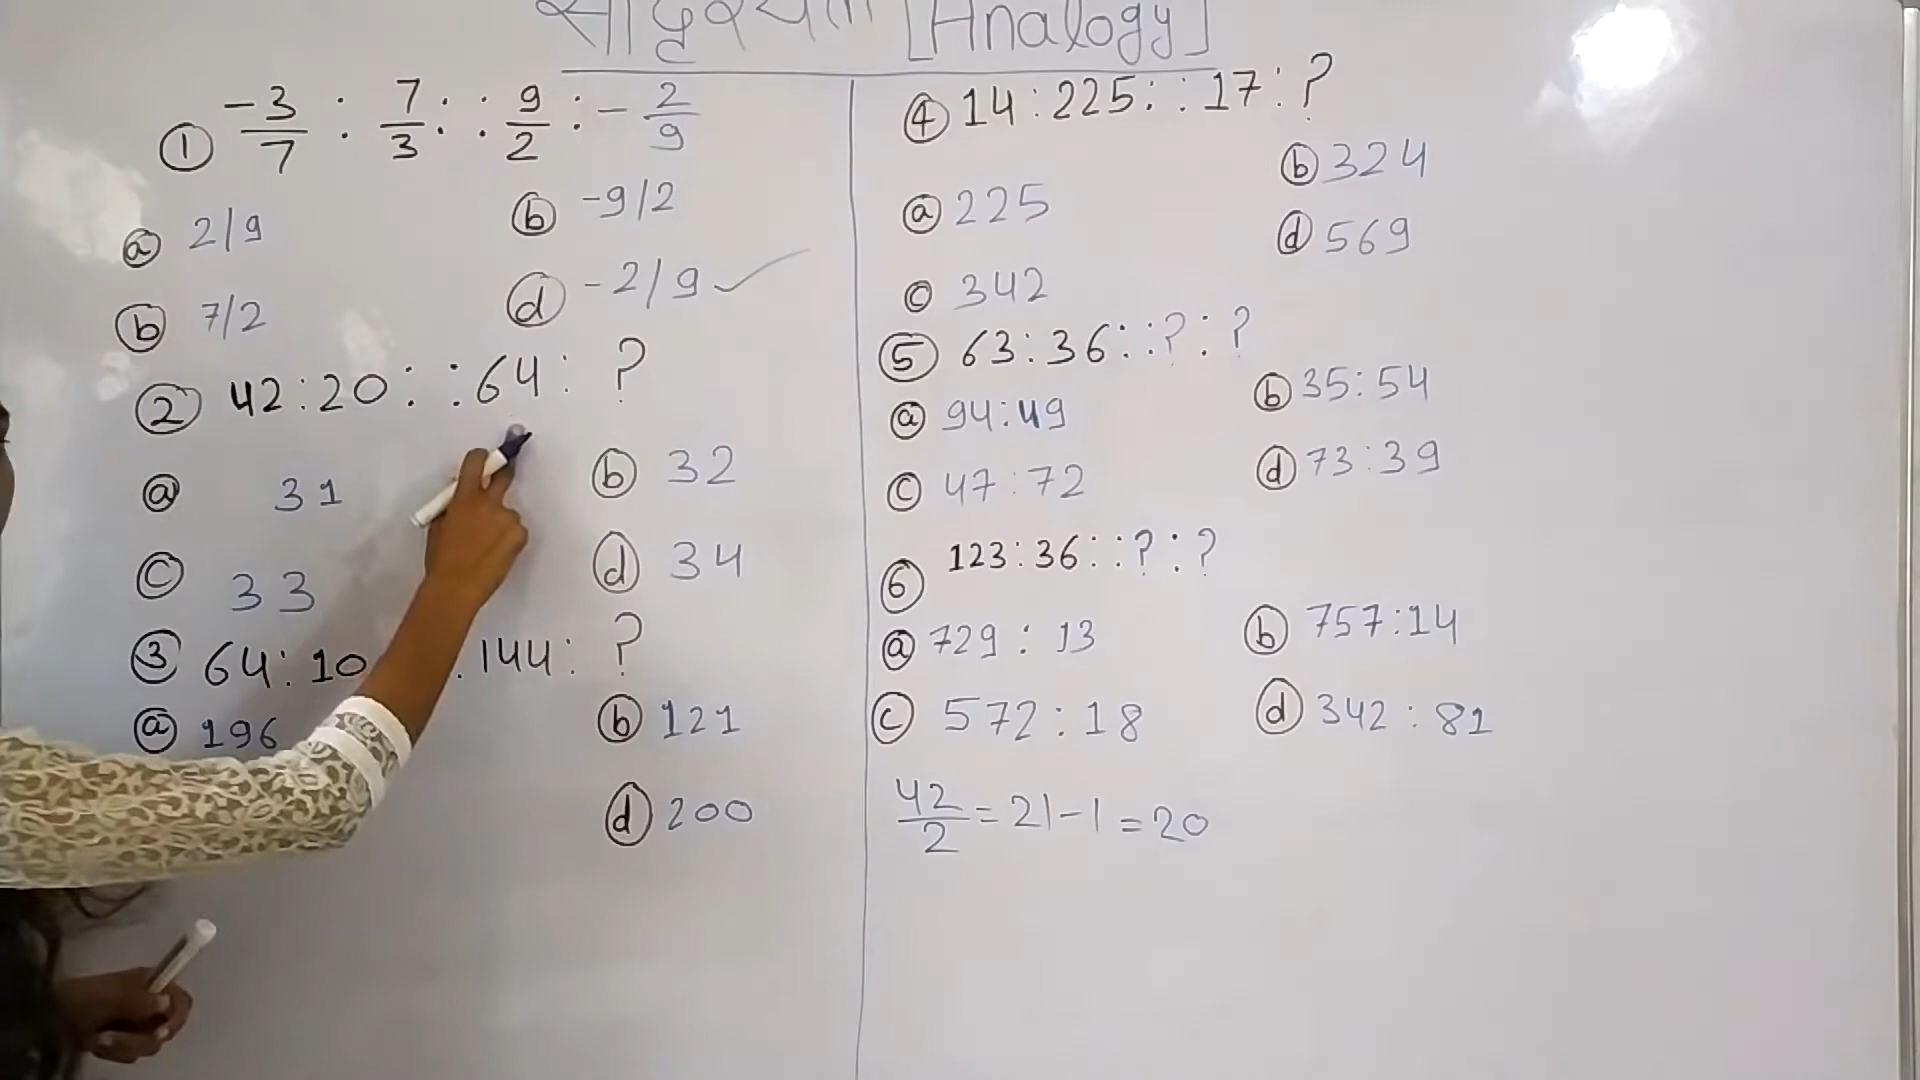 सादृश्यता [Analogy]
① -3/7 : 7/3 : : 9/2 : - 2/9
ⓐ 2/9 ⓑ -9/2
ⓑ 7/2 ⓓ -2/9 ✓
② 42:20: :64: ?
ⓐ 31 ⓑ 32
ⓒ 33 ⓓ 34
③ 64:10 .144: ?
ⓐ 196 ⓑ 121
ⓓ 200
④ 14:225: :17:?
ⓑ 324
ⓐ 225
ⓓ 569
ⓒ 342
⑤ 63:36: :?:?
ⓐ 94:49 ⓑ 35:54
ⓒ 47:72 ⓓ 73:39
⑥ 123:36: :?:?
ⓐ 729 : 13 ⓑ 757:14
ⓒ 572:18 ⓓ 342:81
42/2 = 21-1 = 20